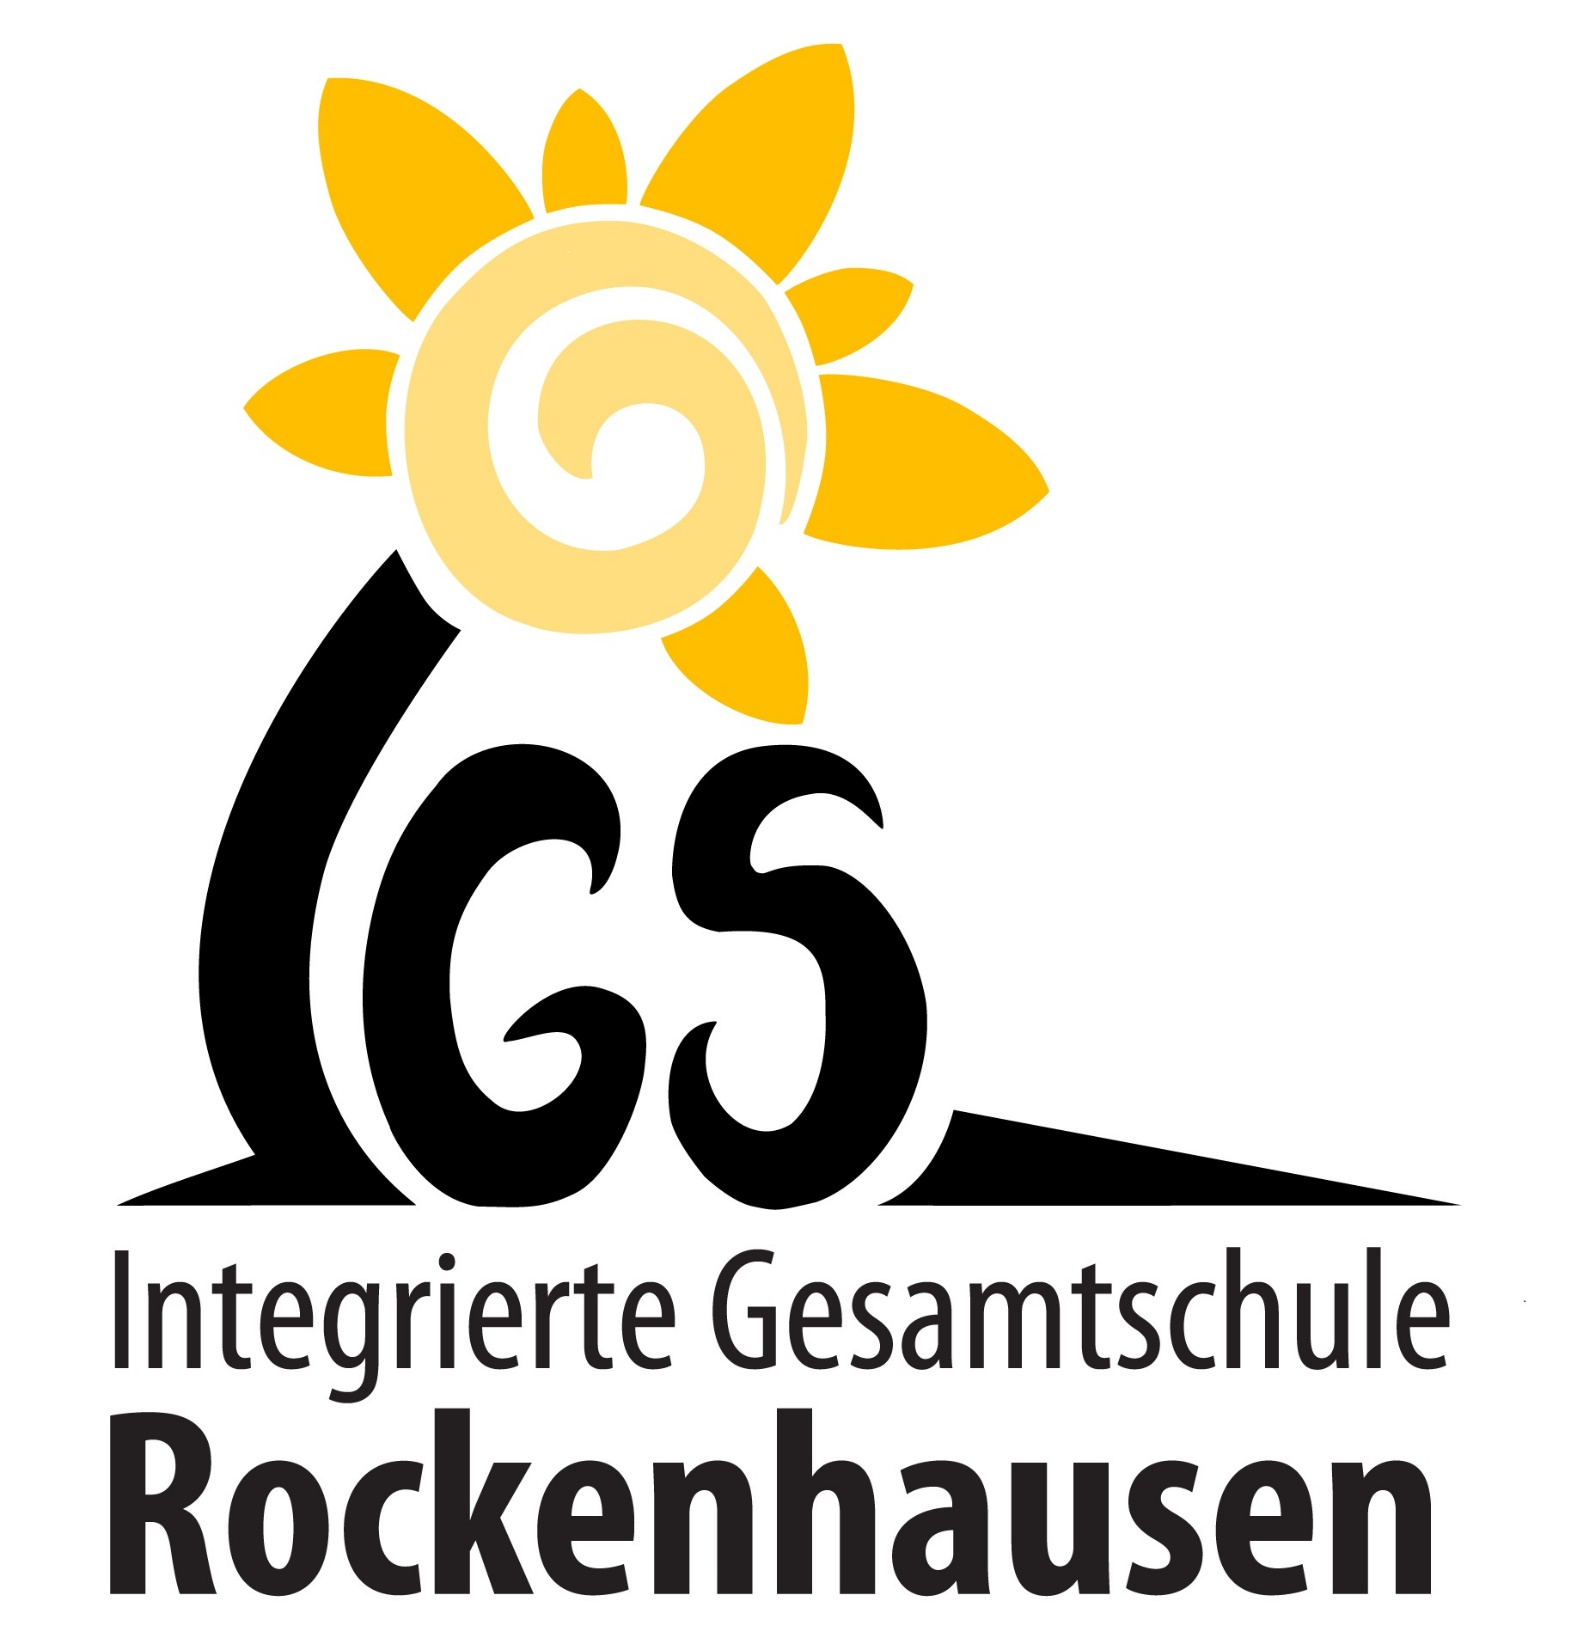 IGS
Integrierte Gesamtschule
Rockenhausen